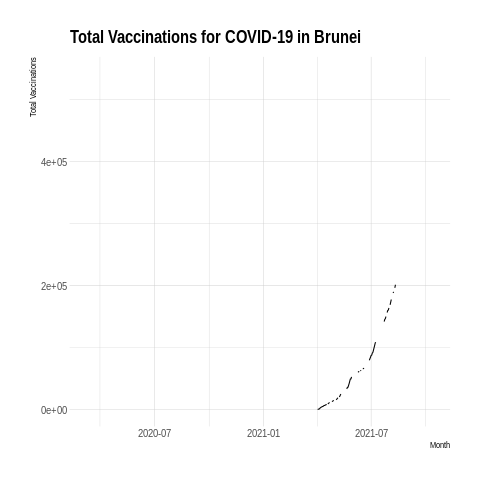 Total Vaccinations for COVID-19 in Brunei
Total Vaccinations
4e+05
2e+05
0e+00
2020-07
2021-01
2021-07
Month